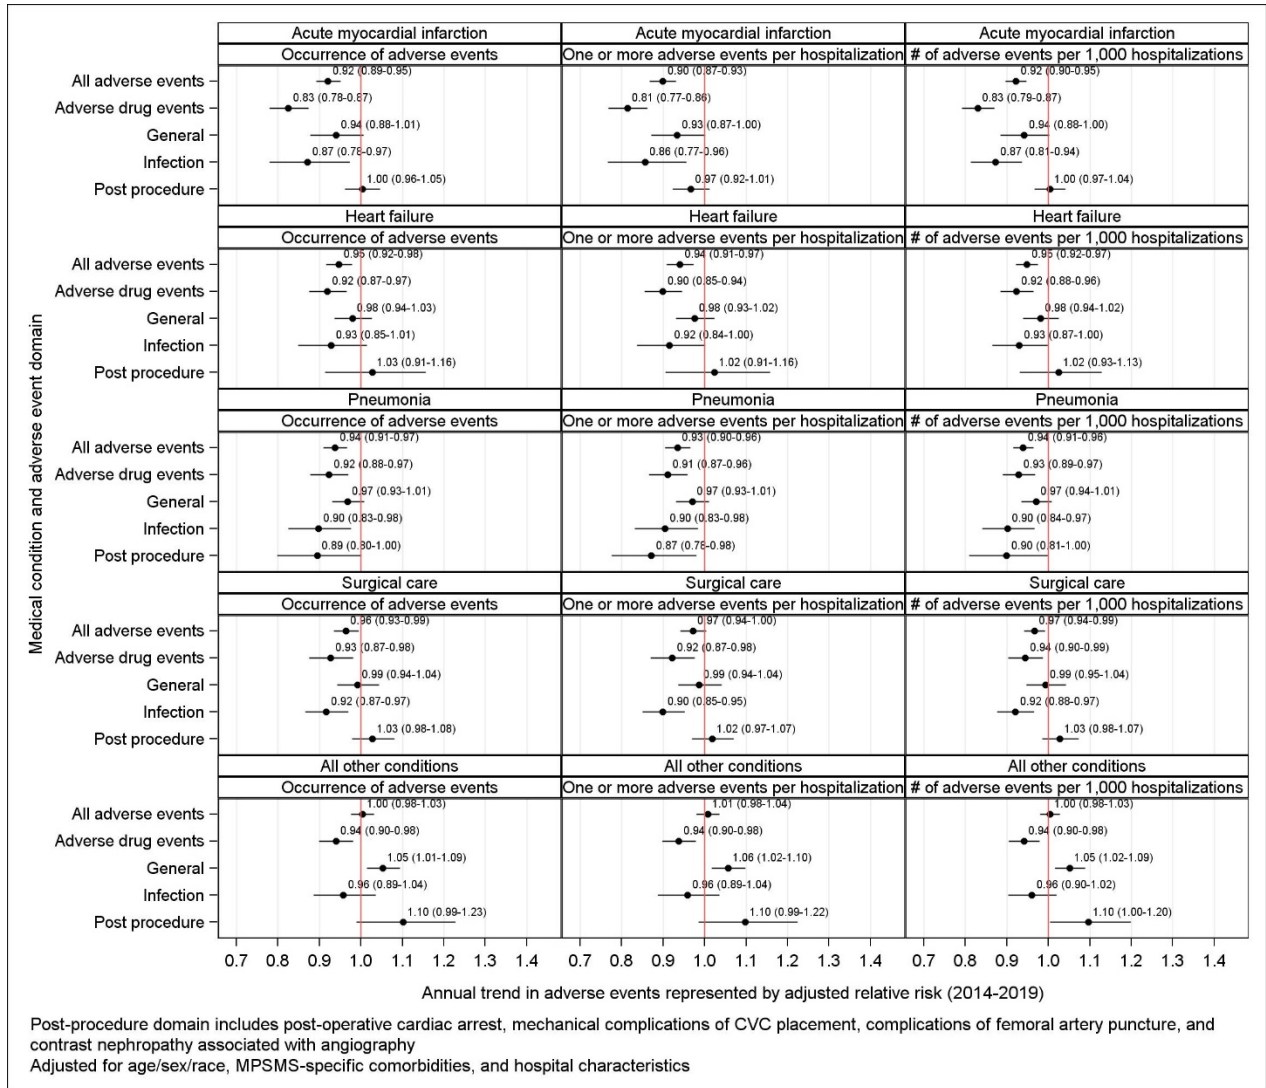 Medical condition and adverse event domain
Acute myocardial infarction Acute myocardial infarction Acute myocardial infarction
Occurrence of adverse events One or more adverse events per hospitalization # of adverse events per 1,000 hospitalizations
All adverse events 0.92 (0.89-0.95) 0.90 (0.87-0.93) 0.92 (0.90-0.95)
Adverse drug events 0.83 (0.78-0.87) 0.81 (0.77-0.86) 0.83 (0.79-0.87)
General 0.94 (0.88-1.01) 0.93 (0.87-1.00) 0.94 (0.88-1.00)
Infection 0.87 (0.78-0.97) 0.86 (0.77-0.96) 0.87 (0.81-0.94)
Post procedure 1.00 (0.96-1.05) 0.97 (0.92-1.01) 1.00 (0.97-1.04)
Heart failure Heart failure Heart failure
Occurrence of adverse events One or more adverse events per hospitalization # of adverse events per 1,000 hospitalizations
All adverse events 0.95 (0.92-0.98) 0.94 (0.91-0.97) 0.95 (0.92-0.97)
Adverse drug events 0.92 (0.87-0.97) 0.90 (0.85-0.94) 0.92 (0.88-0.96)
General 0.98 (0.94-1.03) 0.98 (0.93-1.02) 0.98 (0.94-1.02)
Infection 0.93 (0.85-1.01) 0.92 (0.84-1.00) 0.93 (0.87-1.00)
Post procedure 1.03 (0.91-1.16) 1.02 (0.91-1.16) 1.02 (0.93-1.13)
Pneumonia Pneumonia Pneumonia
Occurrence of adverse events One or more adverse events per hospitalization # of adverse events per 1,000 hospitalizations
All adverse events 0.94 (0.91-0.97) 0.93 (0.90-0.96) 0.94 (0.91-0.96)
Adverse drug events 0.92 (0.88-0.97) 0.91 (0.87-0.96) 0.93 (0.89-0.97)
General 0.97 (0.93-1.01) 0.97 (0.93-1.01) 0.97 (0.94-1.01)
Infection 0.90 (0.83-0.98) 0.90 (0.83-0.98) 0.90 (0.84-0.97)
Post procedure 0.89 (0.80-1.00) 0.87 (0.78-0.98) 0.90 (0.81-1.00)
Surgical care Surgical care Surgical care
Occurrence of adverse events One or more adverse events per hospitalization # of adverse events per 1,000 hospitalizations
All adverse events 0.96 (0.93-0.99) 0.97 (0.94-1.00) 0.97 (0.94-0.99)
Adverse drug events 0.93 (0.87-0.98) 0.92 (0.87-0.98) 0.94 (0.90-0.99)
General 0.99 (0.94-1.04) 0.99 (0.94-1.04) 0.99 (0.95-1.04)
Infection 0.92 (0.87-0.97) 0.90 (0.85-0.95) 0.92 (0.88-0.97)
Post procedure 1.03 (0.98-1.08) 1.02 (0.97-1.07) 1.03 (0.98-1.07)
All other conditions All other conditions All other conditions
Occurrence of adverse events One or more adverse events per hospitalization # of adverse events per 1,000 hospitalizations
All adverse events 1.00 (0.98-1.03) 1.01 (0.98-1.04) 1.00 (0.98-1.03)
Adverse drug events 0.94 (0.90-0.98) 0.94 (0.90-0.98) 0.94 (0.90-0.98)
General 1.05 (1.01-1.09) 1.06 (1.02-1.10) 1.05 (1.02-1.09)
Infection 0.96 (0.89-1.04) 0.96 (0.89-1.04) 0.96 (0.90-1.02)
Post procedure 1.10 (0.99-1.23) 1.10 (0.99-1.22) 1.10 (1.00-1.20)
0.7 0.8 0.9 1.0 1.1 1.2 1.3 1.4 0.7 0.8 0.9 1.0 1.1 1.2 1.3 1.4 0.7 0.8 0.9 1.0 1.1 1.2 1.3 1.4
Annual trend in adverse events represented by adjusted relative risk (2014-2019)
Post-procedure domain includes post-operative cardiac arrest, mechanical complications of CVC placement, complications of femoral artery puncture, and
contrast nephropathy associated with angiography
Adjusted for age/sex/race, MPSMS-specific comorbidities, and hospital characteristics